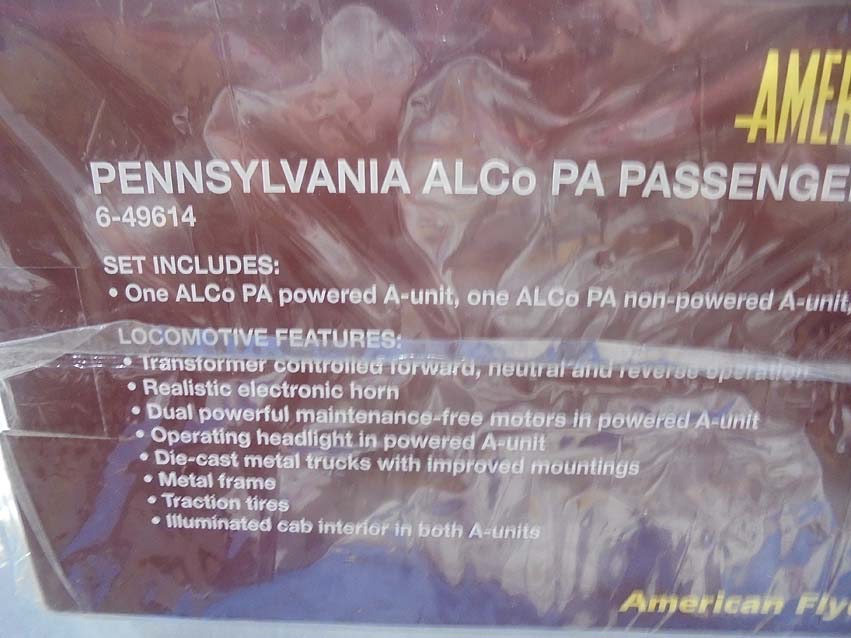 AMER
PENNSYLVANIA ALCo PA PASSENGE
6-49614
SET INCLUDES:
• One ALCo PA powered A-unit, one ALCo PA non-powered A-unit,
LOCOMOTIVE FEATURES:
• Transformer controlled forward, neutral and reverse operation
• Realistic electronic horn
• Dual powerful maintenance-free motors in powered A-unit
• Operating headlight in powered A-unit
• Die-cast metal trucks with improved mountings
• Metal frame
• Traction tires
• Illuminated cab interior in both A-units
American Fly